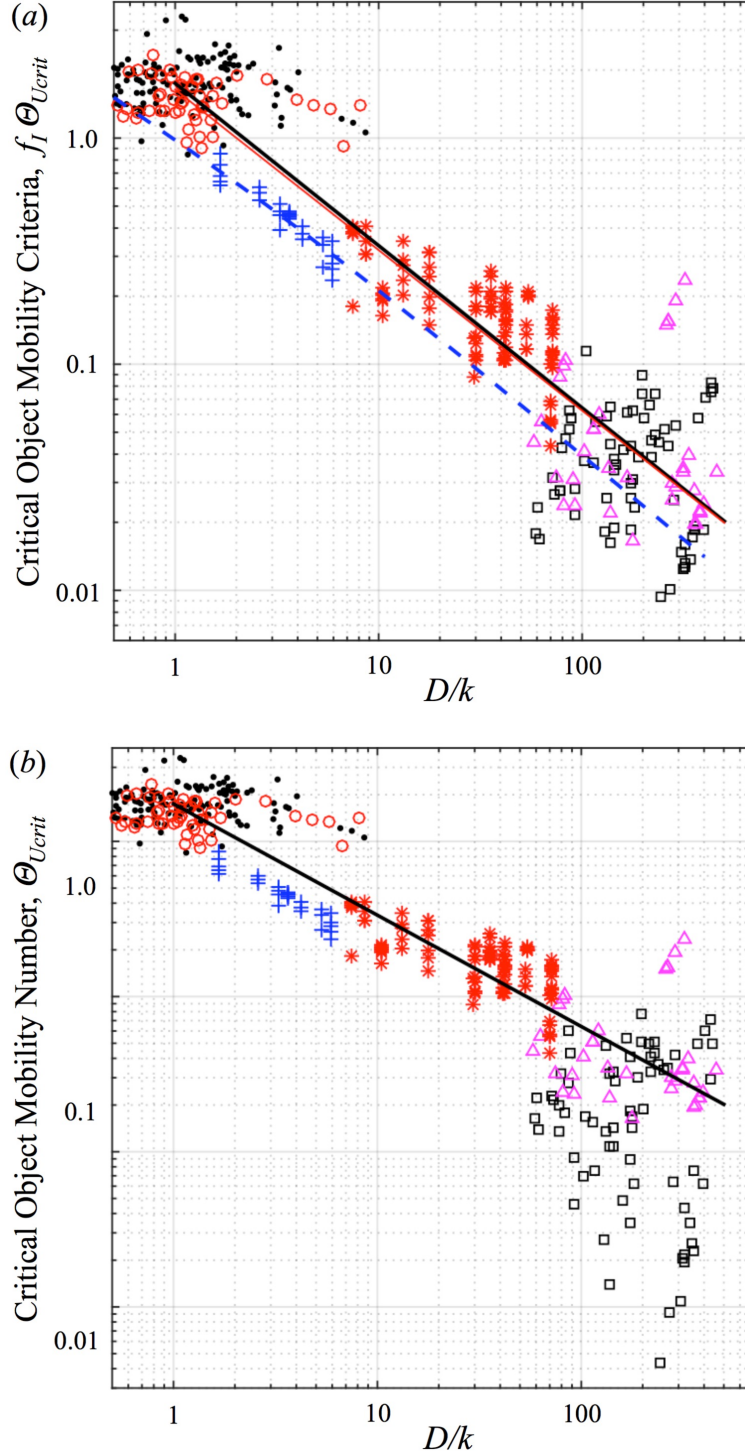 (a)
Critical Object Mobility Criteria, f_I Θ_Ucrit
1.0
0.1
0.01
1
10
100
D/k
(b)
Critical Object Mobility Number, Θ_Ucrit
1.0
0.1
0.01
1
10
100
D/k